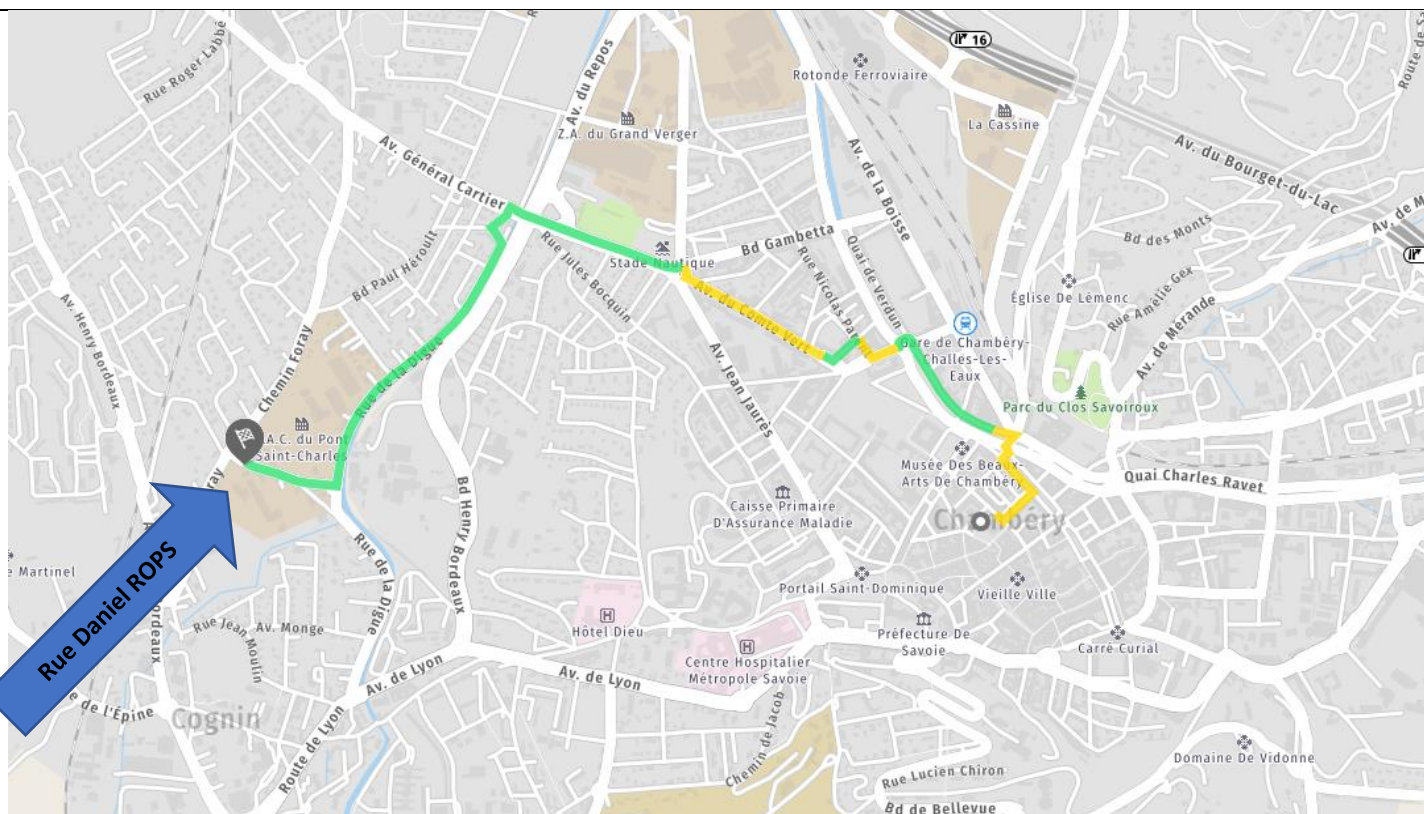 16
Rotonde Ferroviaire
Rue Roger Labbé
Av. du Repos
Z.A. du Grand Verger
La Cassine
Av. du Bourget-du-Lac
Av. Général Cartier
Av. de la Boisse
Bd Gambetta
Bd des Monts
Rue Jules Bocquin
Stade Nautique
Quai de Verdun
Rue Nicolas Parent
Église De Lémenc
Rue Amélie Gex
Av. de Mérande
Bd Paul Héroult
Av. Henry Bordeaux
Av. du Comte Vert
Gare de Chambéry-
Challes-Les-
Eaux
Chemin Foray
Rue de la Digue
Av. Jean Jaurès
Parc du Clos Savoiroux
Z.A.C. du Pont
Saint-Charles
Musée Des Beaux-
Arts De Chambéry
Quai Charles Ravet
Bd Henry Bordeaux
Caisse Primaire
D'Assurance Maladie
Chambéry
Rue Daniel ROPS
Rue de la Digue
Portail Saint-Dominique
Vieille Ville
Rue Jean Moulin
Av. Monge
Hôtel Dieu
Préfecture De
Savoie
Carré Curial
Centre Hospitalier
Métropole Savoie
Av. de Lyon
Av. de Lyon
Cognin
Route de Lyon
Chemin de Jacob
Rue Lucien Chiron
Domaine De Vidonne
Bd de Bellevue